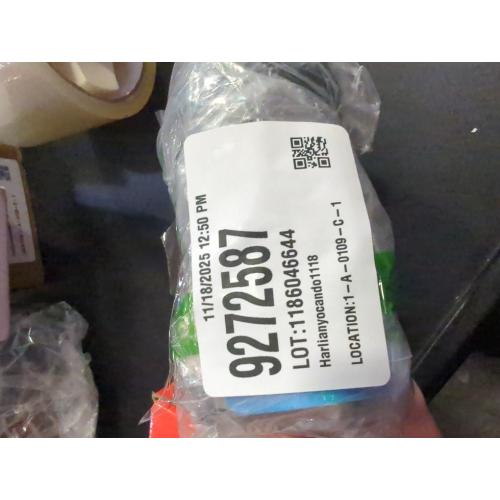 11/18/2025 12:50 PM
9272587
LOT:1186046644
Harlianyocando1118
LOCATION:1-A-0109-C-1